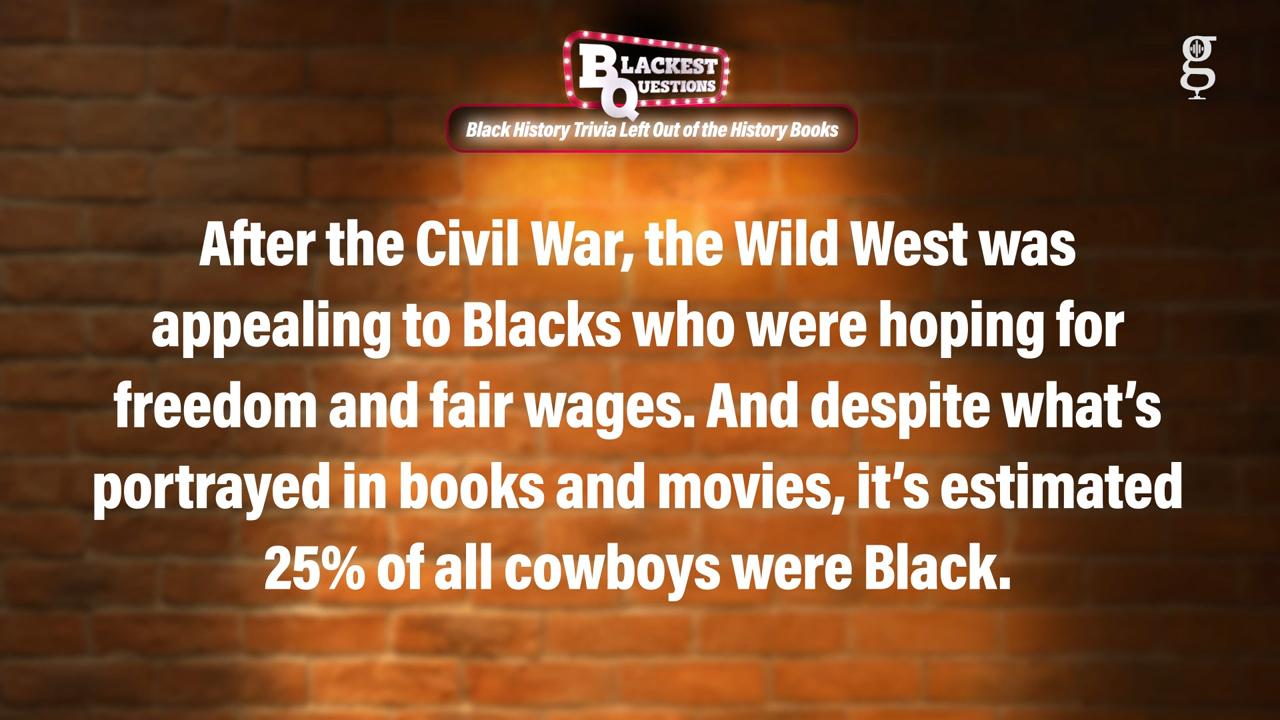 BLACKEST
QUESTIONS
Black History Trivia Left Out of the History Books
g
After the Civil War, the Wild West was
appealing to Blacks who were hoping for
freedom and fair wages. And despite what’s
portrayed in books and movies, it’s estimated
25% of all cowboys were Black.